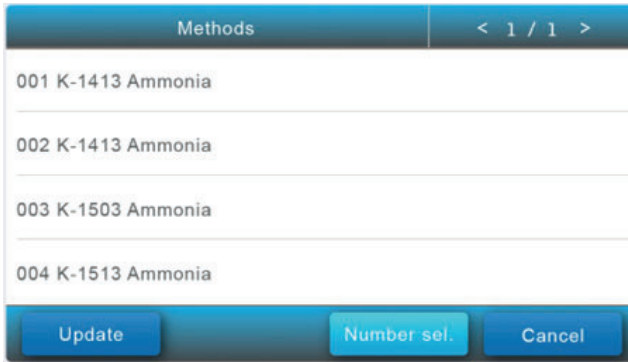 Methods < 1 / 1 >
001 K-1413 Ammonia
002 K-1413 Ammonia
003 K-1503 Ammonia
004 K-1513 Ammonia
Update Number sel. Cancel